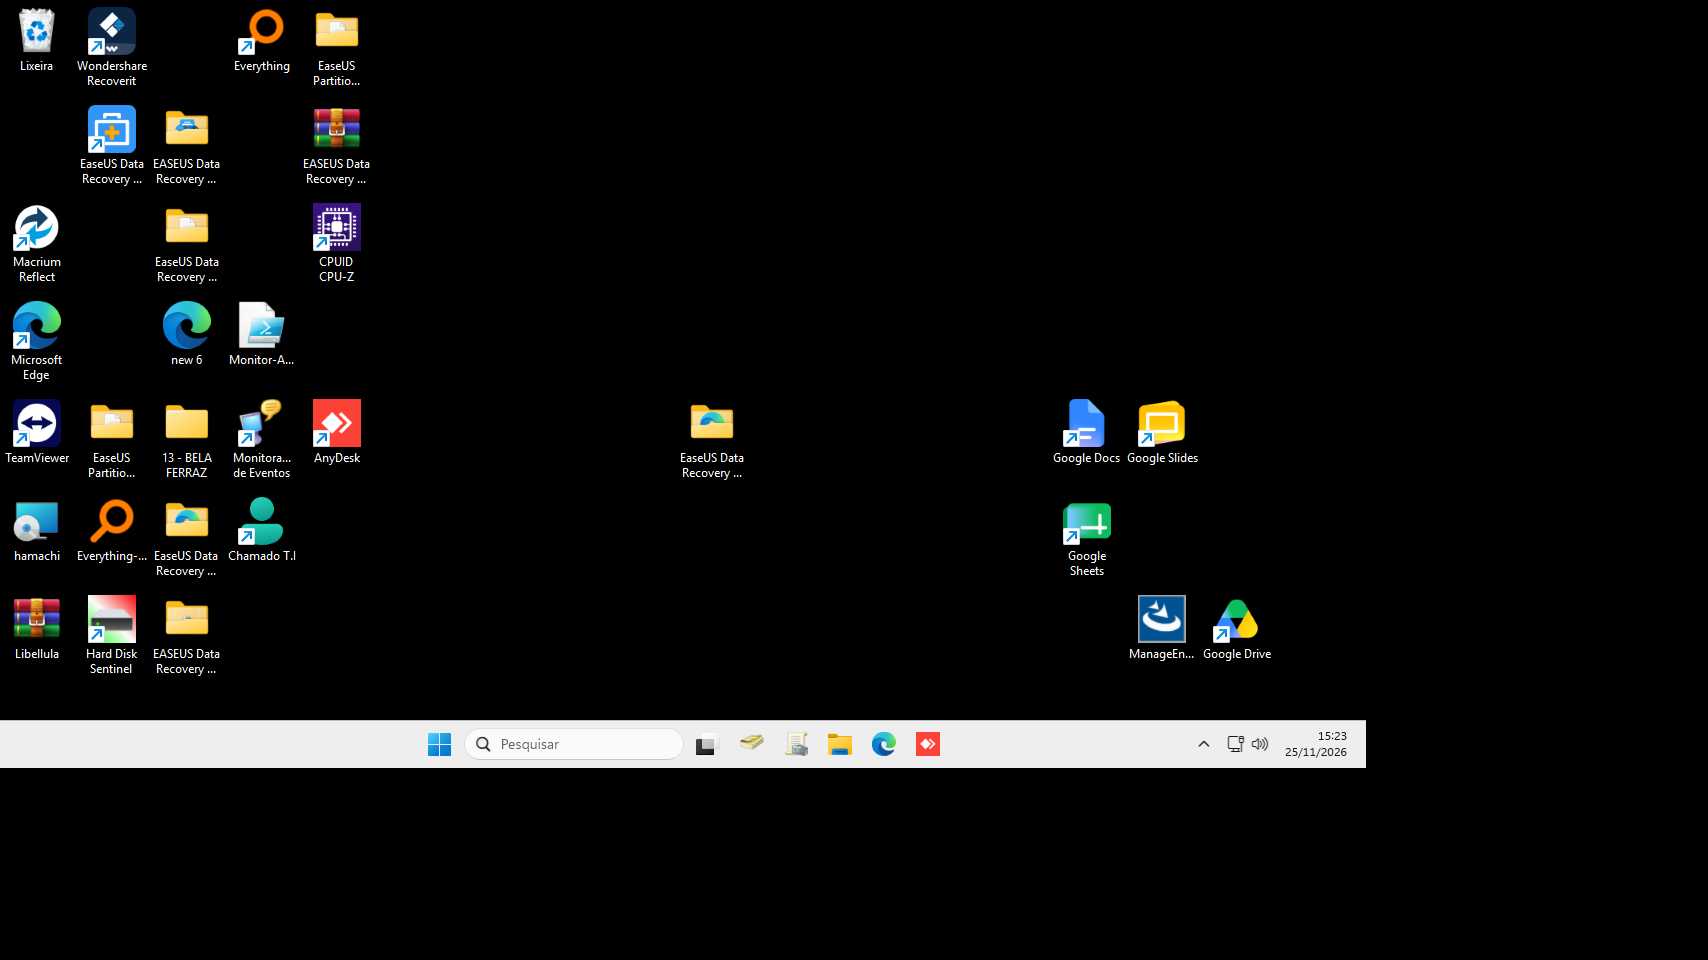 Lixeira
Wondershare
Recoverit
Everything
EaseUS
Partitio...
EaseUS Data
Recovery ...
EASEUS Data
Recovery ...
EASEUS Data
Recovery ...
Macrium
Reflect
EaseUS Data
Recovery ...
CPUID
CPU-Z
Microsoft
Edge
new 6
Monitor-A...
TeamViewer
EaseUS
Partitio...
13 - BELA
FERRAZ
Monitora...
de Eventos
AnyDesk
EaseUS Data
Recovery ...
Google Docs
Google Slides
hamachi
Everything-...
EaseUS Data
Recovery ...
Chamado T.I
Google
Sheets
Libellula
Hard Disk
Sentinel
EASEUS Data
Recovery ...
ManageEn...
Google Drive
Pesquisar
15:23
25/11/2026